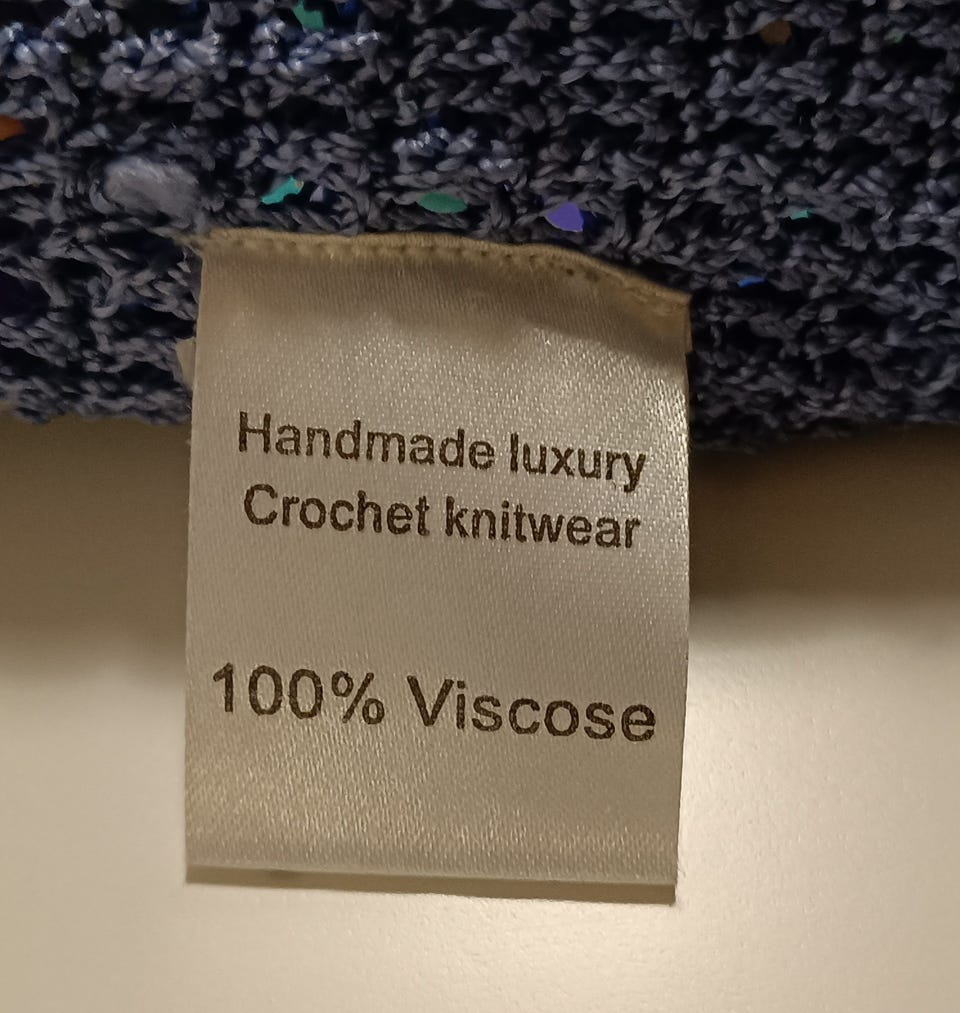 Handmade luxury
Crochet knitwear
100% Viscose